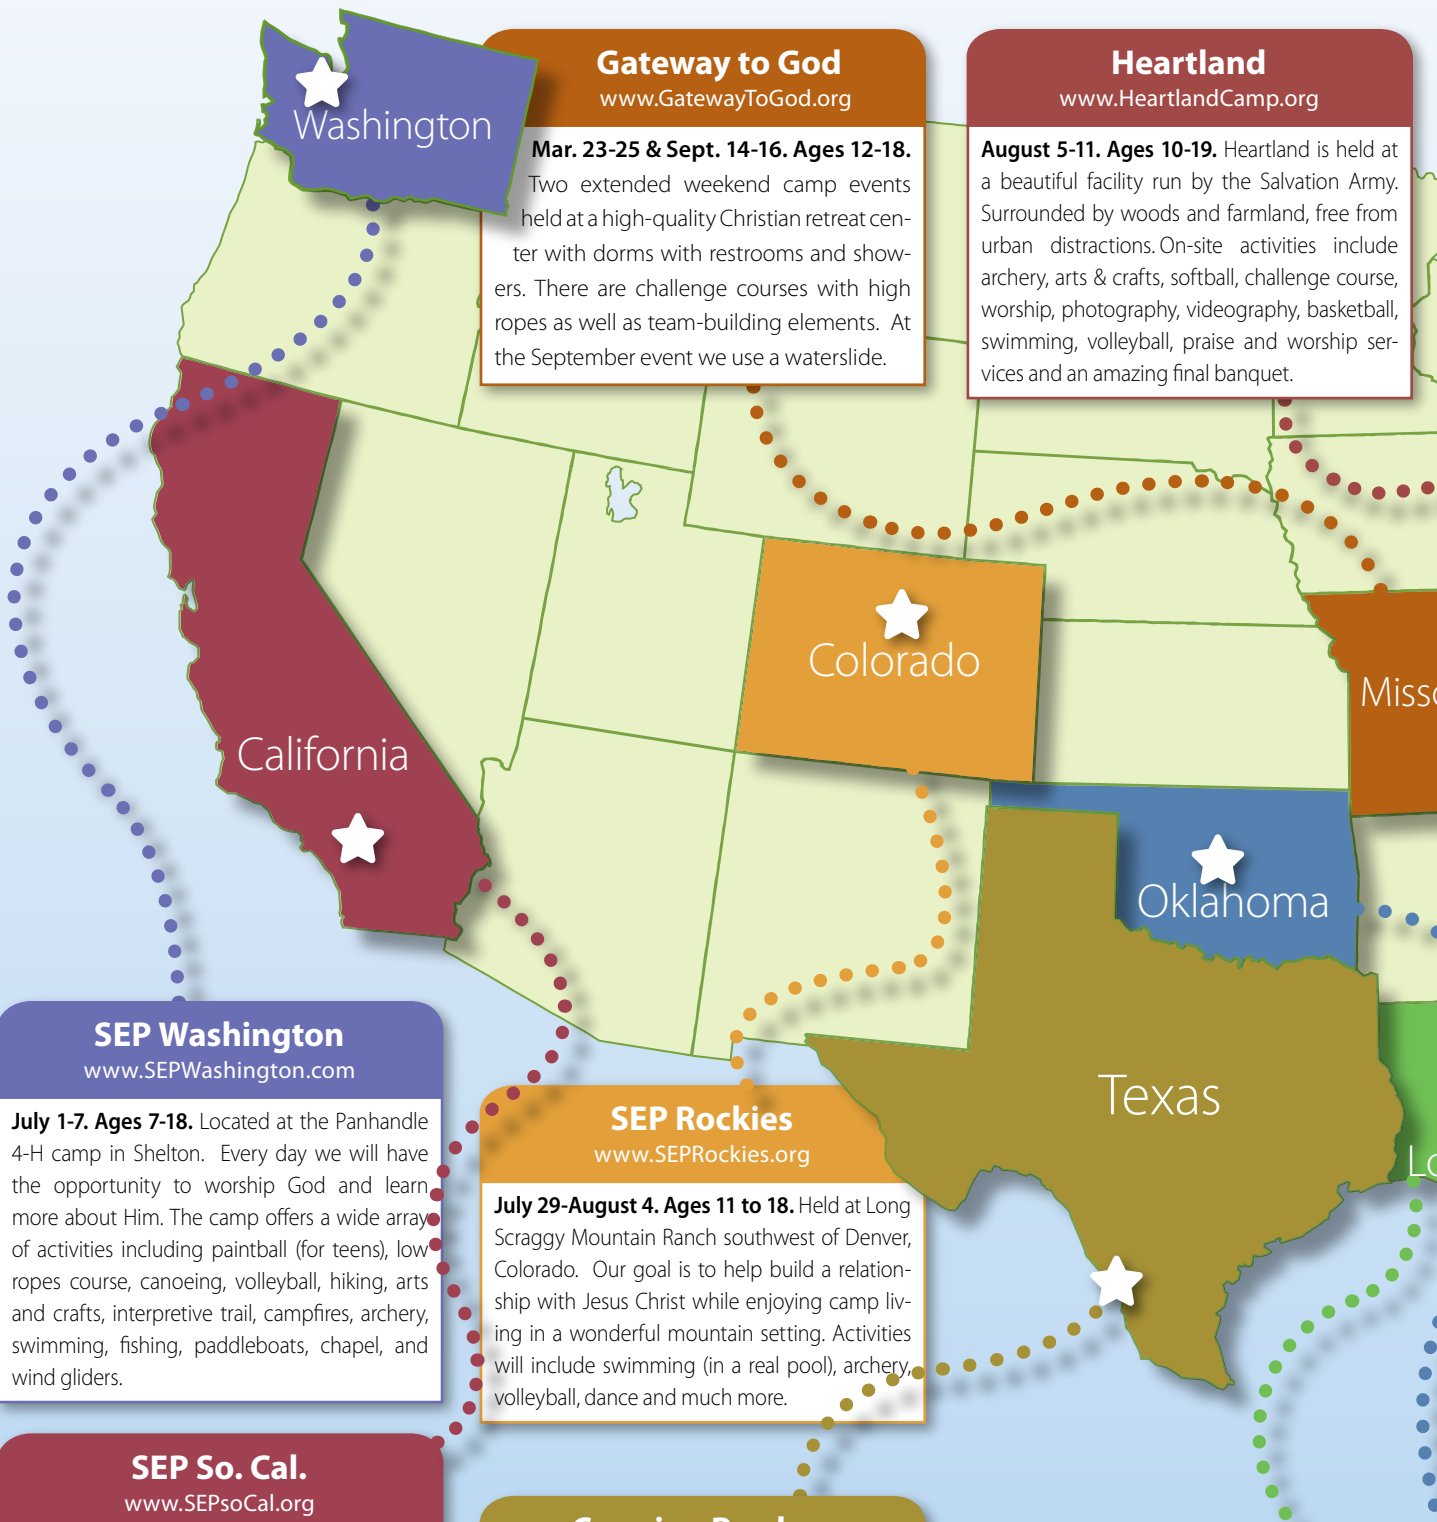 Washington
Gateway to God
www.GatewayToGod.org
Mar. 23-25 & Sept. 14-16. Ages 12-18.
Two extended weekend camp events
held at a high-quality Christian retreat cen-
ter with dorms with restrooms and show-
ers. There are challenge courses with high
ropes as well as team-building elements. At
the September event we use a waterslide.
Heartland
www.HeartlandCamp.org
August 5-11. Ages 10-19. Heartland is held at
a beautiful facility run by the Salvation Army.
Surrounded by woods and farmland, free from
urban distractions. On-site activities include
archery, arts & crafts, softball, challenge course,
worship, photography, videography, basketball,
swimming, volleyball, praise and worship ser-
vices and an amazing final banquet.
Colorado
California
Oklahoma
Texas
SEP Washington
www.SEPWashington.com
July 1-7. Ages 7-18. Located at the Panhandle
4-H camp in Shelton. Every day we will have
the opportunity to worship God and learn
more about Him. The camp offers a wide array
of activities including paintball (for teens), low
ropes course, canoeing, volleyball, hiking, arts
and crafts, interpretive trail, campfires, archery,
swimming, fishing, paddleboats, chapel, and
wind gliders.
SEP Rockies
www.SEPRockies.org
July 29-August 4. Ages 11 to 18. Held at Long
Scraggy Mountain Ranch southwest of Denver,
Colorado. Our goal is to help build a relation-
ship with Jesus Christ while enjoying camp liv-
ing in a wonderful mountain setting. Activities
will include swimming (in a real pool), archery,
volleyball, dance and much more.
SEP So. Cal.
www.SEPsoCal.org